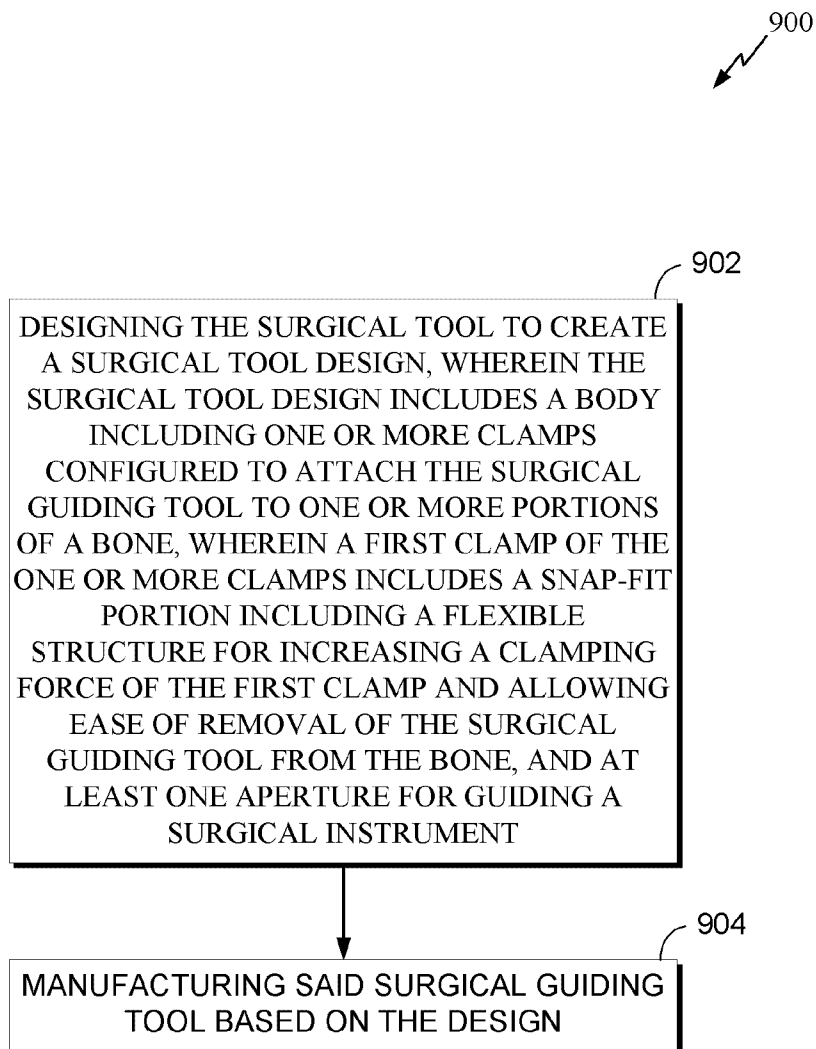 900
902
DESIGNING THE SURGICAL TOOL TO CREATE
A SURGICAL TOOL DESIGN, WHEREIN THE
SURGICAL TOOL DESIGN INCLUDES A BODY
INCLUDING ONE OR MORE CLAMPS
CONFIGURED TO ATTACH THE SURGICAL
GUIDING TOOL TO ONE OR MORE PORTIONS
OF A BONE, WHEREIN A FIRST CLAMP OF THE
ONE OR MORE CLAMPS INCLUDES A SNAP-FIT
PORTION INCLUDING A FLEXIBLE
STRUCTURE FOR INCREASING A CLAMPING
FORCE OF THE FIRST CLAMP AND ALLOWING
EASE OF REMOVAL OF THE SURGICAL
GUIDING TOOL FROM THE BONE, AND AT
LEAST ONE APERTURE FOR GUIDING A
SURGICAL INSTRUMENT
904
MANUFACTURING SAID SURGICAL GUIDING
TOOL BASED ON THE DESIGN